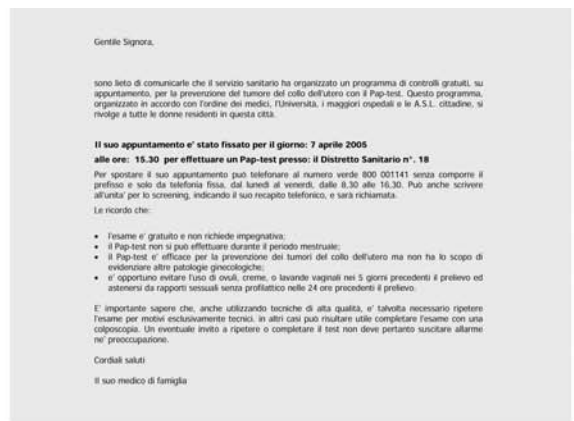 Gentile Signora,
sono lieto di comunicarle che il servizio sanitario ha organizzato un programma di controlli gratuiti, su
appuntamento, per la prevenzione del tumore del collo dell'utero con il Pap-test. Questo programma,
organizzato in accordo con l'ordine dei medici, l'Università, i maggiori ospedali e le A.S.L. cittadine, si
rivolge a tutte le donne residenti in questa città.
Il suo appuntamento e' stato fissato per il giorno: 7 aprile 2005
alle ore: 15.30 per effettuare un Pap-test presso: il Distretto Sanitario n°. 18
Per spostare il suo appuntamento può telefonare al numero verde 800 001141 senza comporre il
prefisso e solo da telefonia fissa, dal lunedì al venerdì, dalle 8.30 alle 16.30. Può anche scrivere
all'unita' per lo screening, indicando il suo recapito telefonico, e sarà richiamata.
Le ricordo che:
• l'esame e' gratuito e non richiede impegnativa;
• il Pap-test non si può effettuare durante il periodo mestruale;
• il Pap-test e' efficace per la prevenzione dei tumori del collo dell'utero ma non ha lo scopo di
evidenziare altre patologie ginecologiche;
• e' opportuno evitare l'uso di ovuli, creme, o lavande vaginali nei 5 giorni precedenti il prelievo ed
astenersi da rapporti sessuali senza profilattico nelle 24 ore precedenti il prelievo.
E' importante sapere che, anche utilizzando tecniche di alta qualità, e' talvolta necessario ripetere
l'esame per motivi esclusivamente tecnici, in altri casi può risultare utile completare l'esame con una
colposcopia. Un eventuale invito a ripetere o completare il test non deve pertanto suscitare allarme
ne' preoccupazione.
Cordiali saluti
Il suo medico di famiglia